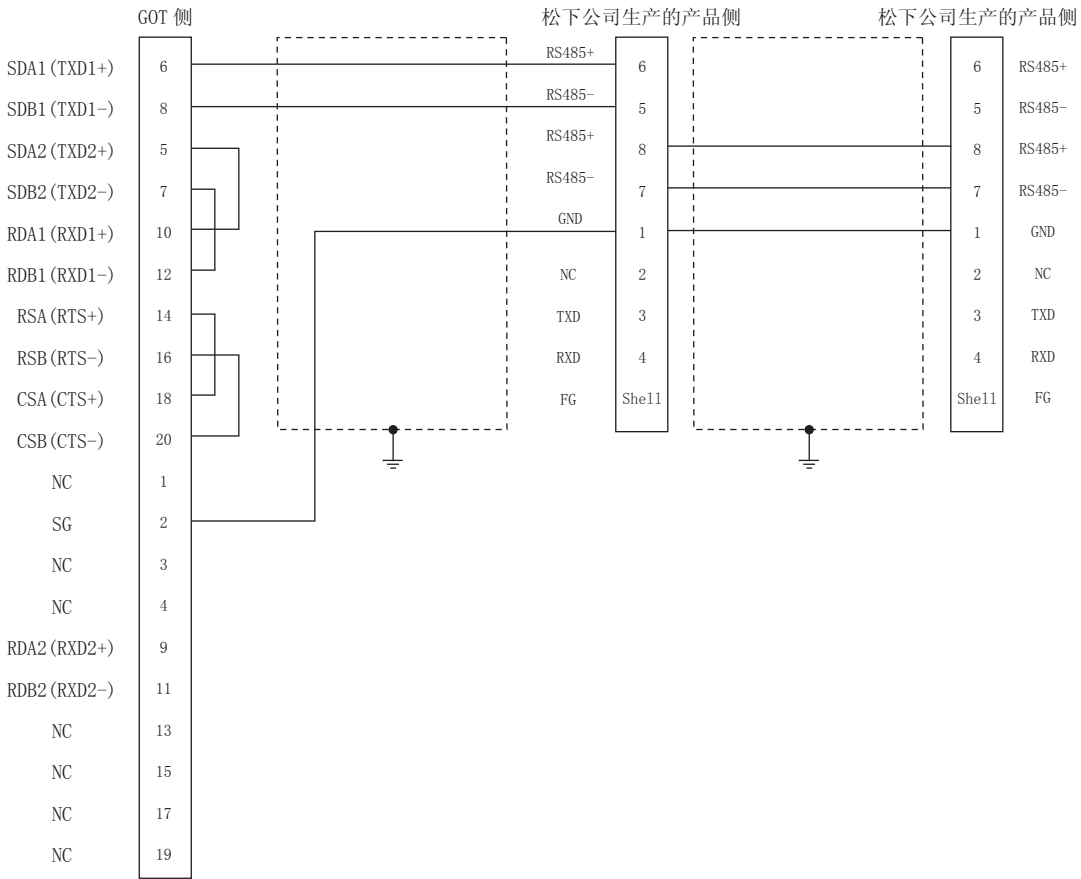 GOT 侧 松下公司生产的产品侧 松下公司生产的产品侧
SDA1(TXD1+) 6 RS485+ 6 6 RS485+
SDB1(TXD1-) 8 RS485- 5 5 RS485-
SDA2(TXD2+) 5 RS485+ 8 8 RS485+
SDB2(TXD2-) 7 RS485- 7 7 RS485-
RDA1(RXD1+) 10 GND 1 1 GND
RDB1(RXD1-) 12 NC 2 2 NC
RSA(RTS+) 14 TXD 3 3 TXD
RSB(RTS-) 16 RXD 4 4 RXD
CSA(CTS+) 18 FG Shell Shell FG
CSB(CTS-) 20
NC 1
SG 2
NC 3
NC 4
RDA2(RXD2+) 9
RDB2(RXD2-) 11
NC 13
NC 15
NC 17
NC 19